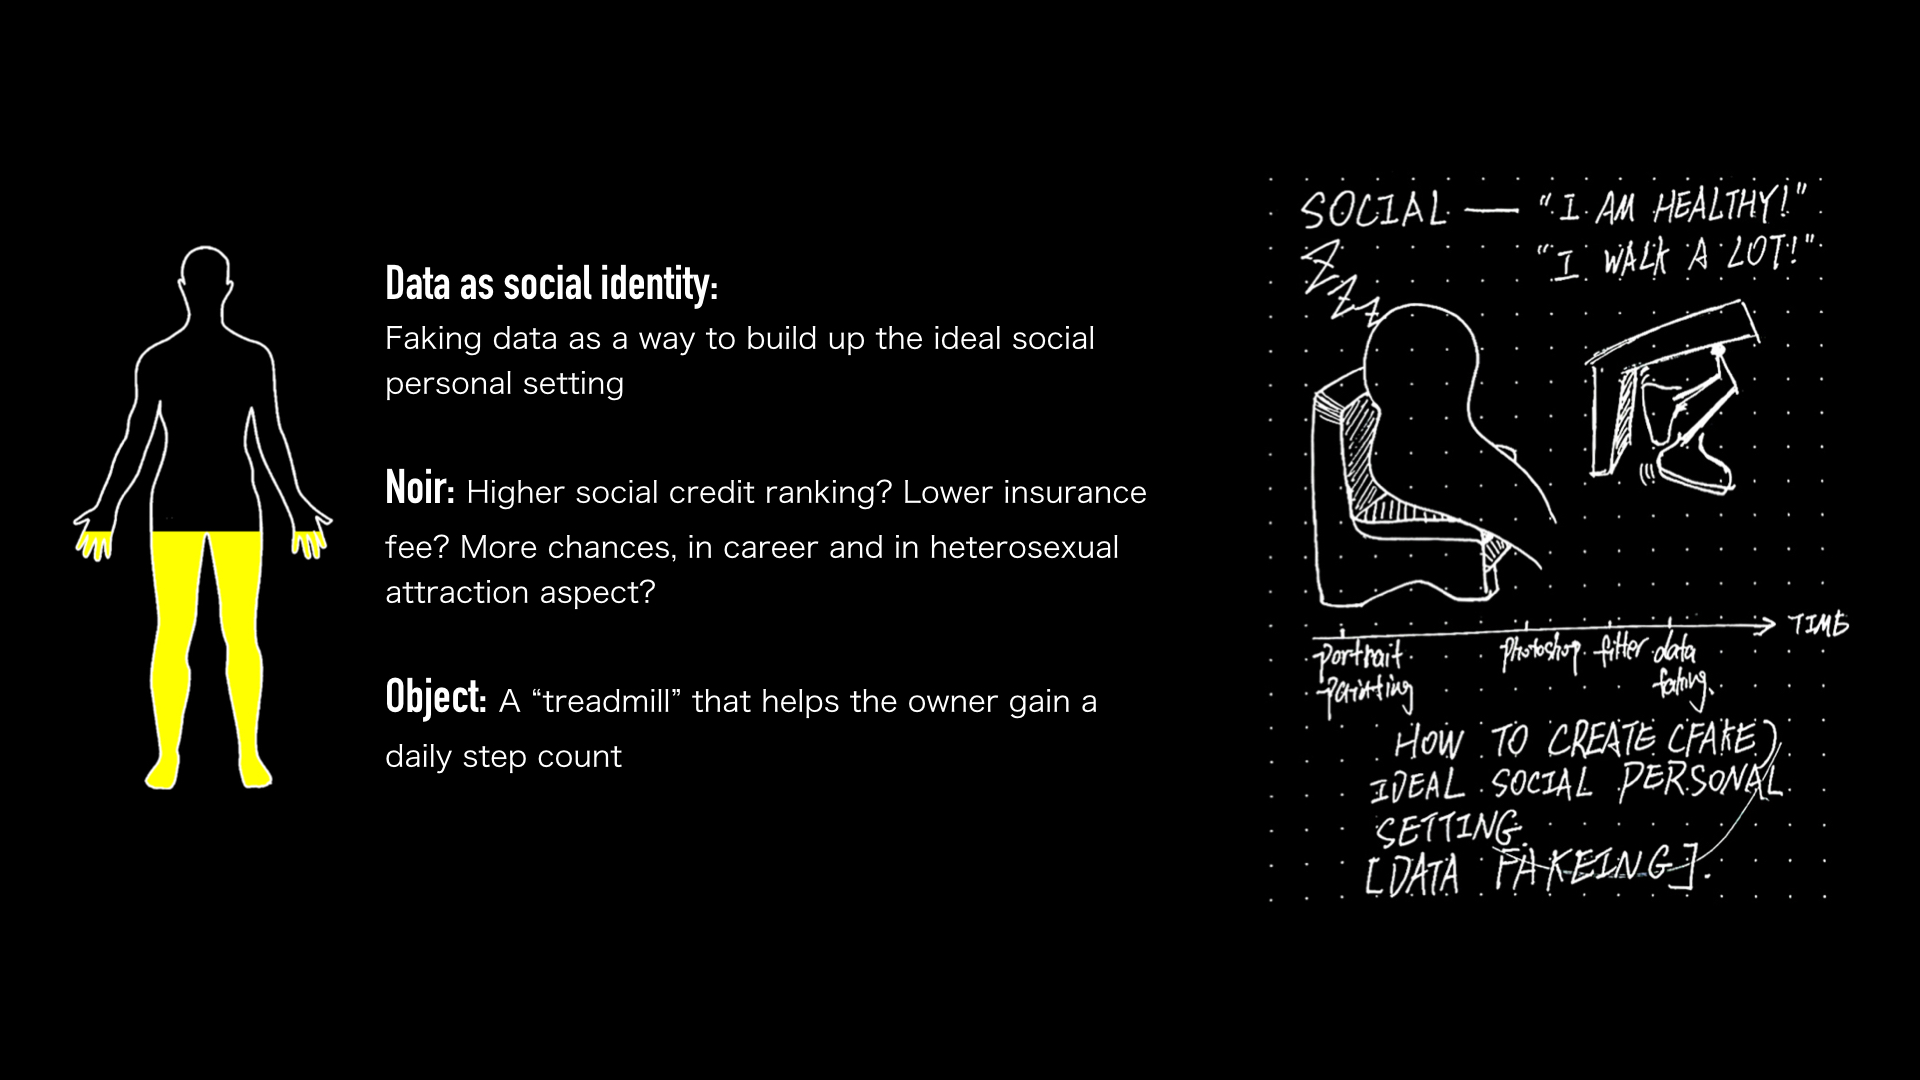 Data as social identity:
Faking data as a way to build up the ideal social
personal setting
Noir: Higher social credit ranking? Lower insurance
fee? More chances, in career and in heterosexual
attraction aspect?
Object: A “treadmill” that helps the owner gain a
daily step count
SOCIAL — "I AM HEALTHY!"
"I WALK A LOT!"
Zzzz
TIME
portrait
painting
photoshop
filter
data
faking.
HOW TO CREATE (FAKE)
IDEAL SOCIAL PERSONAL
SETTING.
[DATA FAKEING].